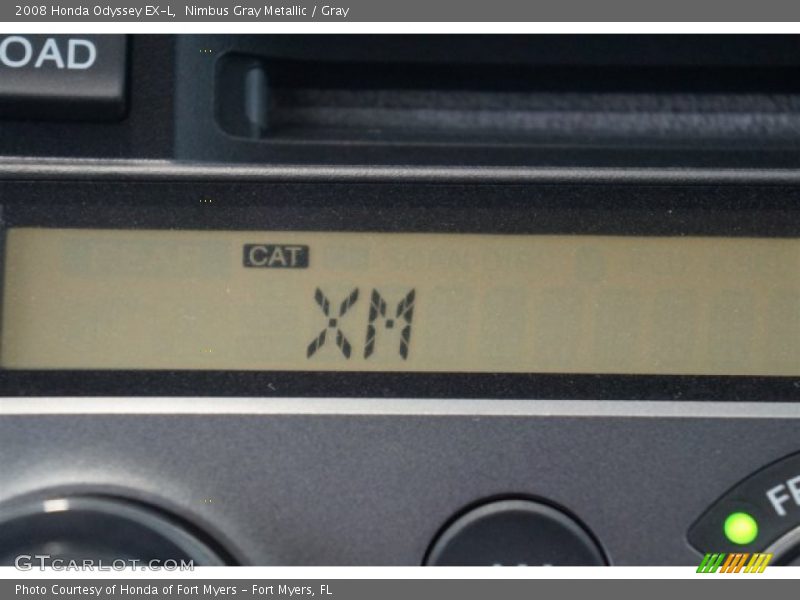 2008 Honda Odyssey EX-L,  Nimbus Gray Metallic / Gray
OAD
CAT
XM
FE
GTCARLOT.COM
Photo Courtesy of Honda of Fort Myers - Fort Myers, FL